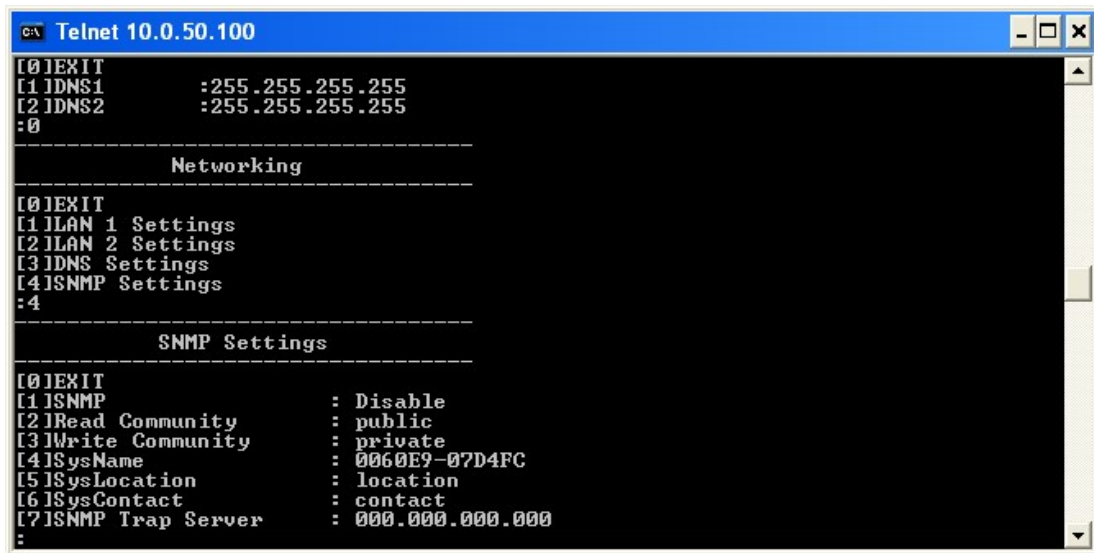 Telnet 10.0.50.100
[0]EXIT
[1]DNS1 :255.255.255.255
[2]DNS2 :255.255.255.255
:0
------------------------------------
Networking
------------------------------------
[0]EXIT
[1]LAN 1 Settings
[2]LAN 2 Settings
[3]DNS Settings
[4]SNMP Settings
:4
------------------------------------
SNMP Settings
------------------------------------
[0]EXIT
[1]SNMP : Disable
[2]Read Community : public
[3]Write Community : private
[4]SysName : 0060E9-07D4FC
[5]SysLocation : location
[6]SysContact : contact
[7]SNMP Trap Server : 000.000.000.000
: